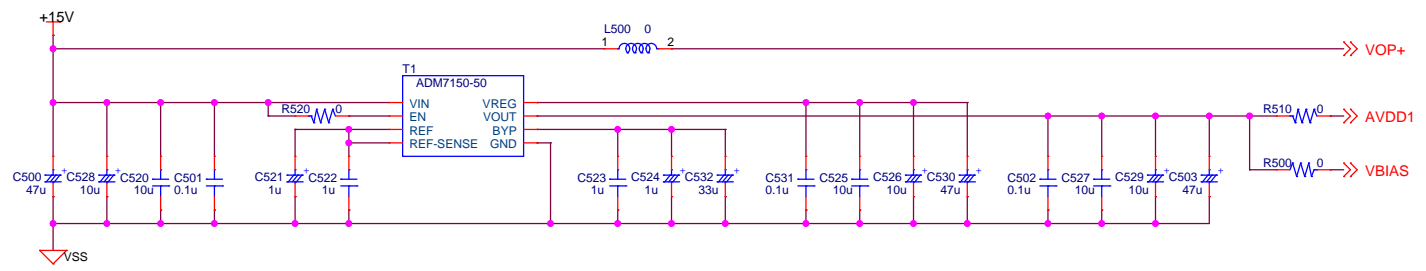 +15V
L500 0
1 2
VOP+
T1
ADM7150-50
VIN VREG
R520 0
EN VOUT
REF BYP
REF-SENSE GND
R510 0
AVDD1
R500 0
VBIAS
C500 47u
C528 10u
C520 10u
C501 0.1u
C521 1u
C522 1u
C523 1u
C524 1u
C532 33u
C531 0.1u
C525 10u
C526 10u
C530 47u
C502 0.1u
C527 10u
C529 10u
C503 47u
+ + + + + + + + +
VSS